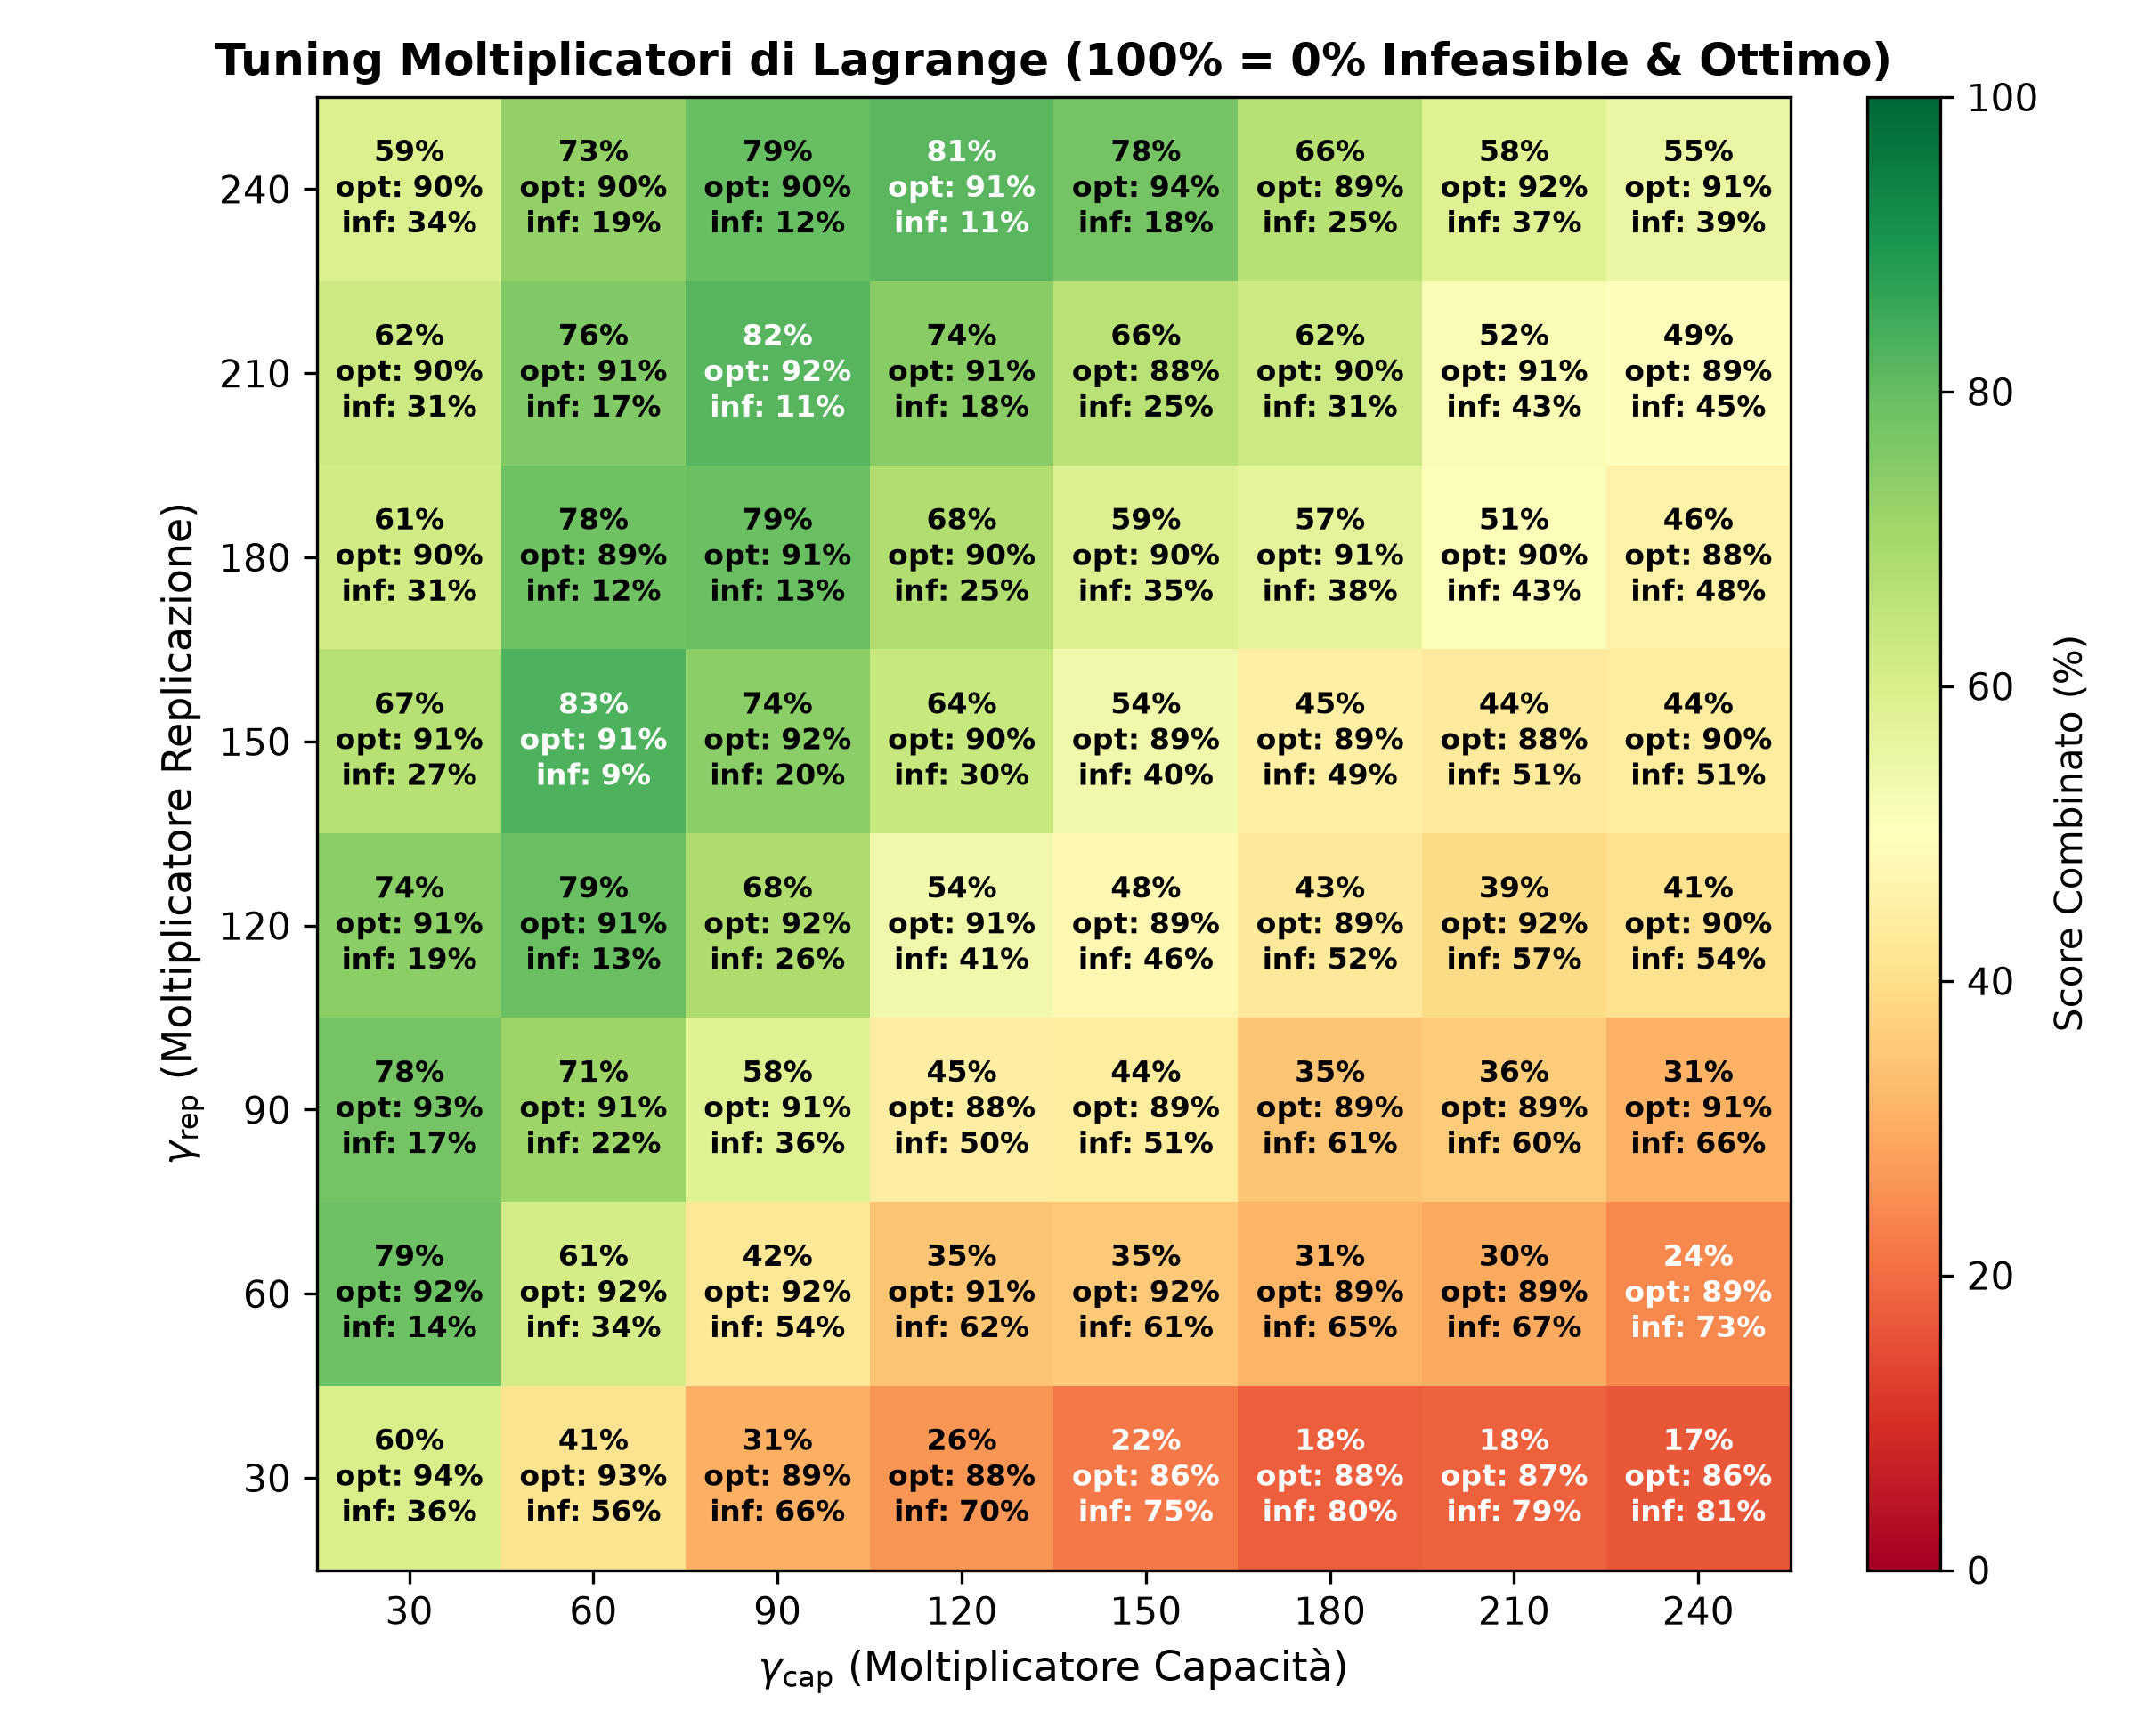 Tuning Moltiplicatori di Lagrange (100% = 0% Infeasible & Ottimo)
γrep (Moltiplicatore Replicazione)
240
59% 73% 79% 81% 78% 66% 58% 55%
opt: 90% opt: 90% opt: 90% opt: 91% opt: 94% opt: 89% opt: 92% opt: 91%
inf: 34% inf: 19% inf: 12% inf: 11% inf: 18% inf: 25% inf: 37% inf: 39%
210
62% 76% 82% 74% 66% 62% 52% 49%
opt: 90% opt: 91% opt: 92% opt: 91% opt: 88% opt: 90% opt: 91% opt: 89%
inf: 31% inf: 17% inf: 11% inf: 18% inf: 25% inf: 31% inf: 43% inf: 45%
180
61% 78% 79% 68% 59% 57% 51% 46%
opt: 90% opt: 89% opt: 91% opt: 90% opt: 90% opt: 91% opt: 90% opt: 88%
inf: 31% inf: 12% inf: 13% inf: 25% inf: 35% inf: 38% inf: 43% inf: 48%
150
67% 83% 74% 64% 54% 45% 44% 44%
opt: 91% opt: 91% opt: 92% opt: 90% opt: 89% opt: 89% opt: 88% opt: 90%
inf: 27% inf: 9% inf: 20% inf: 30% inf: 40% inf: 49% inf: 51% inf: 51%
120
74% 79% 68% 54% 48% 43% 39% 41%
opt: 91% opt: 91% opt: 92% opt: 91% opt: 89% opt: 89% opt: 92% opt: 90%
inf: 19% inf: 13% inf: 26% inf: 41% inf: 46% inf: 52% inf: 57% inf: 54%
90
78% 71% 58% 45% 44% 35% 36% 31%
opt: 93% opt: 91% opt: 91% opt: 88% opt: 89% opt: 89% opt: 89% opt: 91%
inf: 17% inf: 22% inf: 36% inf: 50% inf: 51% inf: 61% inf: 60% inf: 66%
60
79% 61% 42% 35% 35% 31% 30% 24%
opt: 92% opt: 92% opt: 92% opt: 91% opt: 92% opt: 89% opt: 89% opt: 89%
inf: 14% inf: 34% inf: 54% inf: 62% inf: 61% inf: 65% inf: 67% inf: 73%
30
60% 41% 31% 26% 22% 18% 18% 17%
opt: 94% opt: 93% opt: 89% opt: 88% opt: 86% opt: 88% opt: 87% opt: 86%
inf: 36% inf: 56% inf: 66% inf: 70% inf: 75% inf: 80% inf: 79% inf: 81%
30 60 90 120 150 180 210 240
γcap (Moltiplicatore Capacità)
100
80
60
40
20
0
Score Combinato (%)